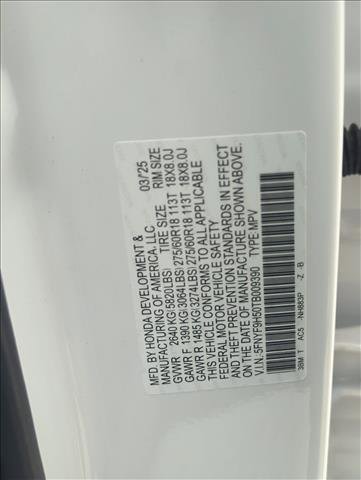 MFD. BY HONDA DEVELOPMENT & 03/25
MANUFACTURING OF AMERICA, LLC
TIRE SIZE RIM SIZE
GVWR 2640 KG(5820LBS)
GAWR F 1390 KG(3064LBS) 275/60R18 113T 18X8.0J
GAWR R 1485 KG(3274LBS) 275/60R18 113T 18X8.0J
THIS VEHICLE CONFORMS TO ALL APPLICABLE
FEDERAL MOTOR VEHICLE SAFETY
AND THEFT PREVENTION STANDARDS IN EFFECT
ON THE DATE OF MANUFACTURE SHOWN ABOVE.
V.I.N.:5FNYF9H50TB009390 TYPE:MPV
3BM T AC5 -NH883P -Z -B